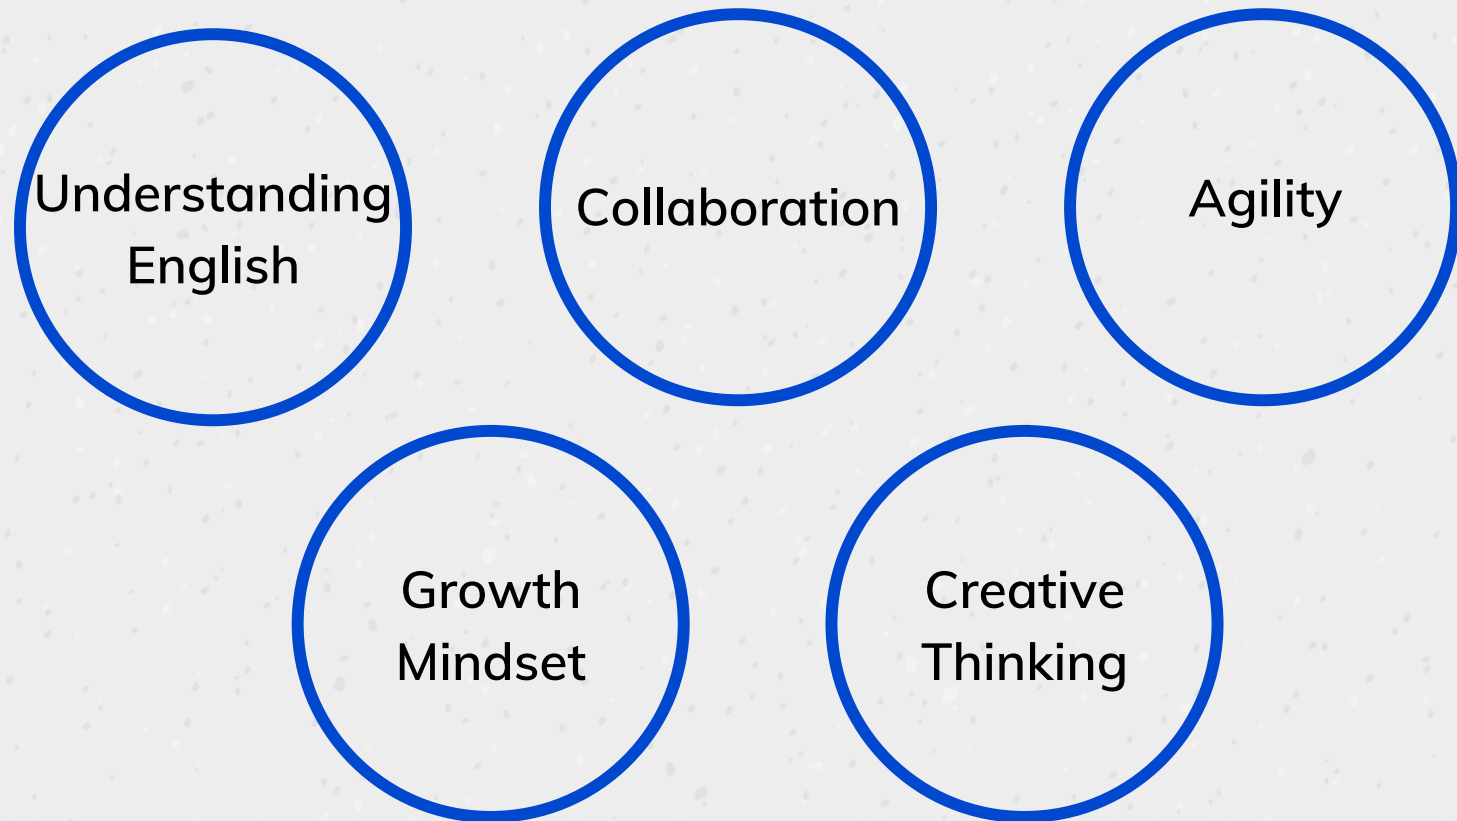 Understanding
English
Collaboration
Agility
Growth
Mindset
Creative
Thinking